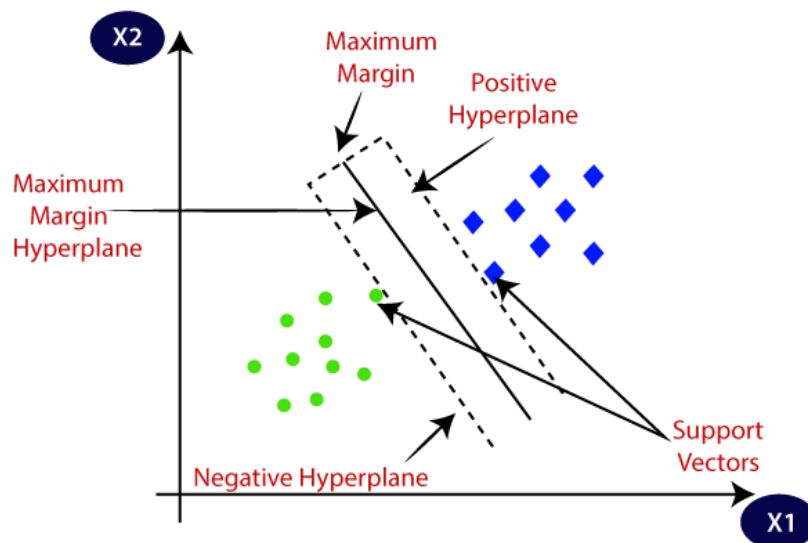 X2
Maximum
Margin
Positive
Hyperplane
Maximum
Margin
Hyperplane
Support
Vectors
Negative Hyperplane
X1